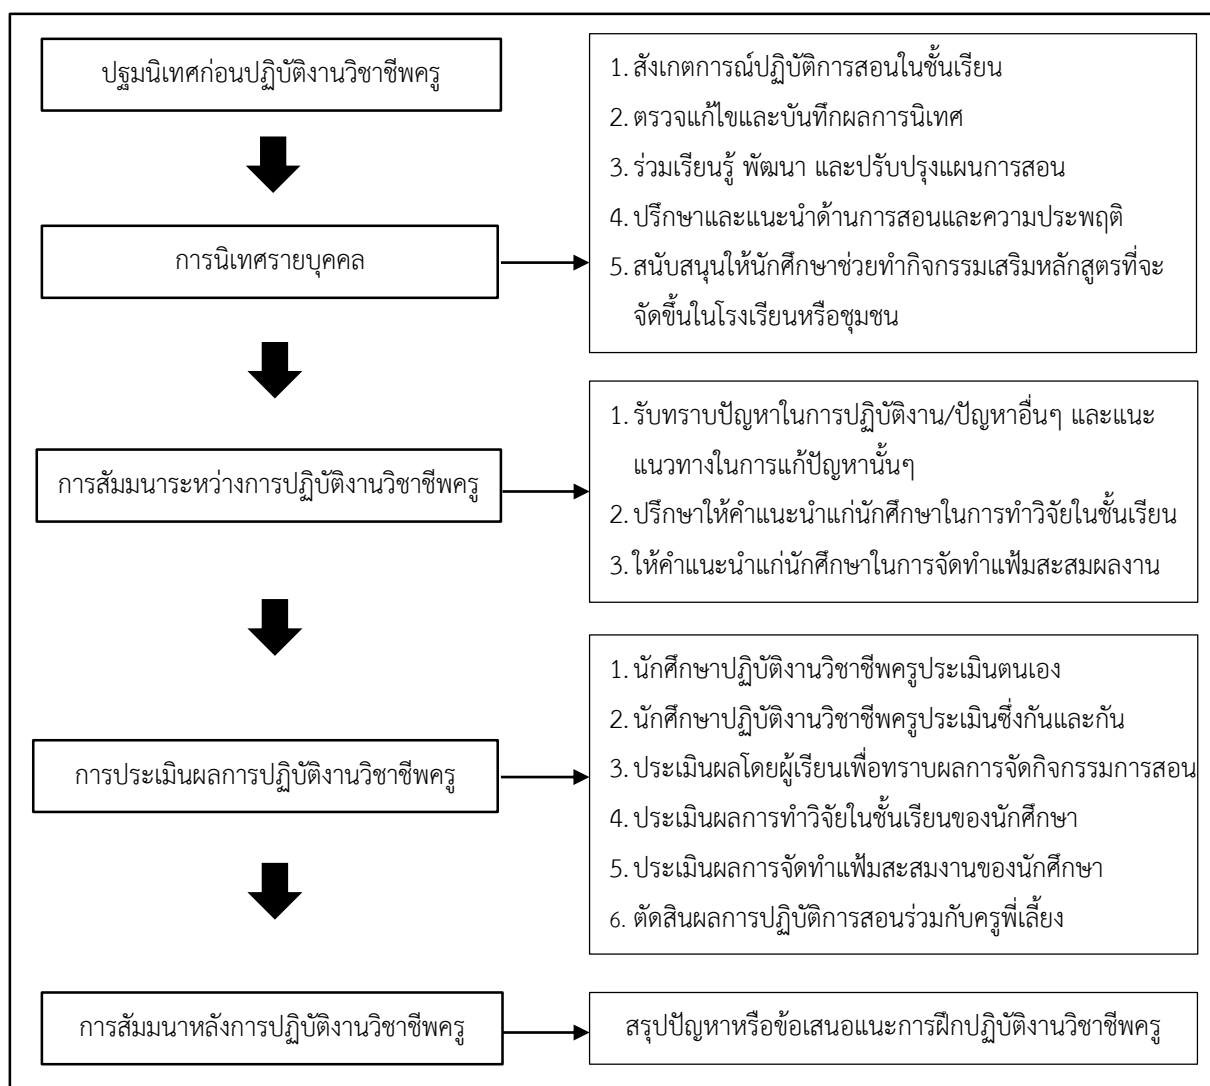 ปฐมนิเทศก่อนปฏิบัติงานวิชาชีพครู
การนิเทศรายบุคคล
1. สังเกตการณ์ปฏิบัติการสอนในชั้นเรียน
2. ตรวจแก้ไขและบันทึกผลการนิเทศ
3. ร่วมเรียนรู้ พัฒนา และปรับปรุงแผนการสอน
4. ปรึกษาและแนะนำด้านการสอนและความประพฤติ
5. สนับสนุนให้นักศึกษาช่วยทำกิจกรรมเสริมหลักสูตรที่จะ
จัดขึ้นในโรงเรียนหรือชุมชน
การสัมมนาระหว่างการปฏิบัติงานวิชาชีพครู
1. รับทราบปัญหาในการปฏิบัติงาน/ปัญหาอื่นๆ และแนะ
แนวทางในการแก้ปัญหานั้นๆ
2. ปรึกษาให้คำแนะนำแก่นักศึกษาในการทำวิจัยในชั้นเรียน
3. ให้คำแนะนำแก่นักศึกษาในการจัดทำแฟ้มสะสมผลงาน
การประเมินผลการปฏิบัติงานวิชาชีพครู
1. นักศึกษาปฏิบัติงานวิชาชีพครูประเมินตนเอง
2. นักศึกษาปฏิบัติงานวิชาชีพครูประเมินซึ่งกันและกัน
3. ประเมินผลโดยผู้เรียนเพื่อทราบผลการจัดกิจกรรมการสอน
4. ประเมินผลการทำวิจัยในชั้นเรียนของนักศึกษา
5. ประเมินผลการจัดทำแฟ้มสะสมงานของนักศึกษา
6. ตัดสินผลการปฏิบัติการสอนร่วมกับครูพี่เลี้ยง
การสัมมนาหลังการปฏิบัติงานวิชาชีพครู
สรุปปัญหาหรือข้อเสนอแนะการฝึกปฏิบัติงานวิชาชีพครู